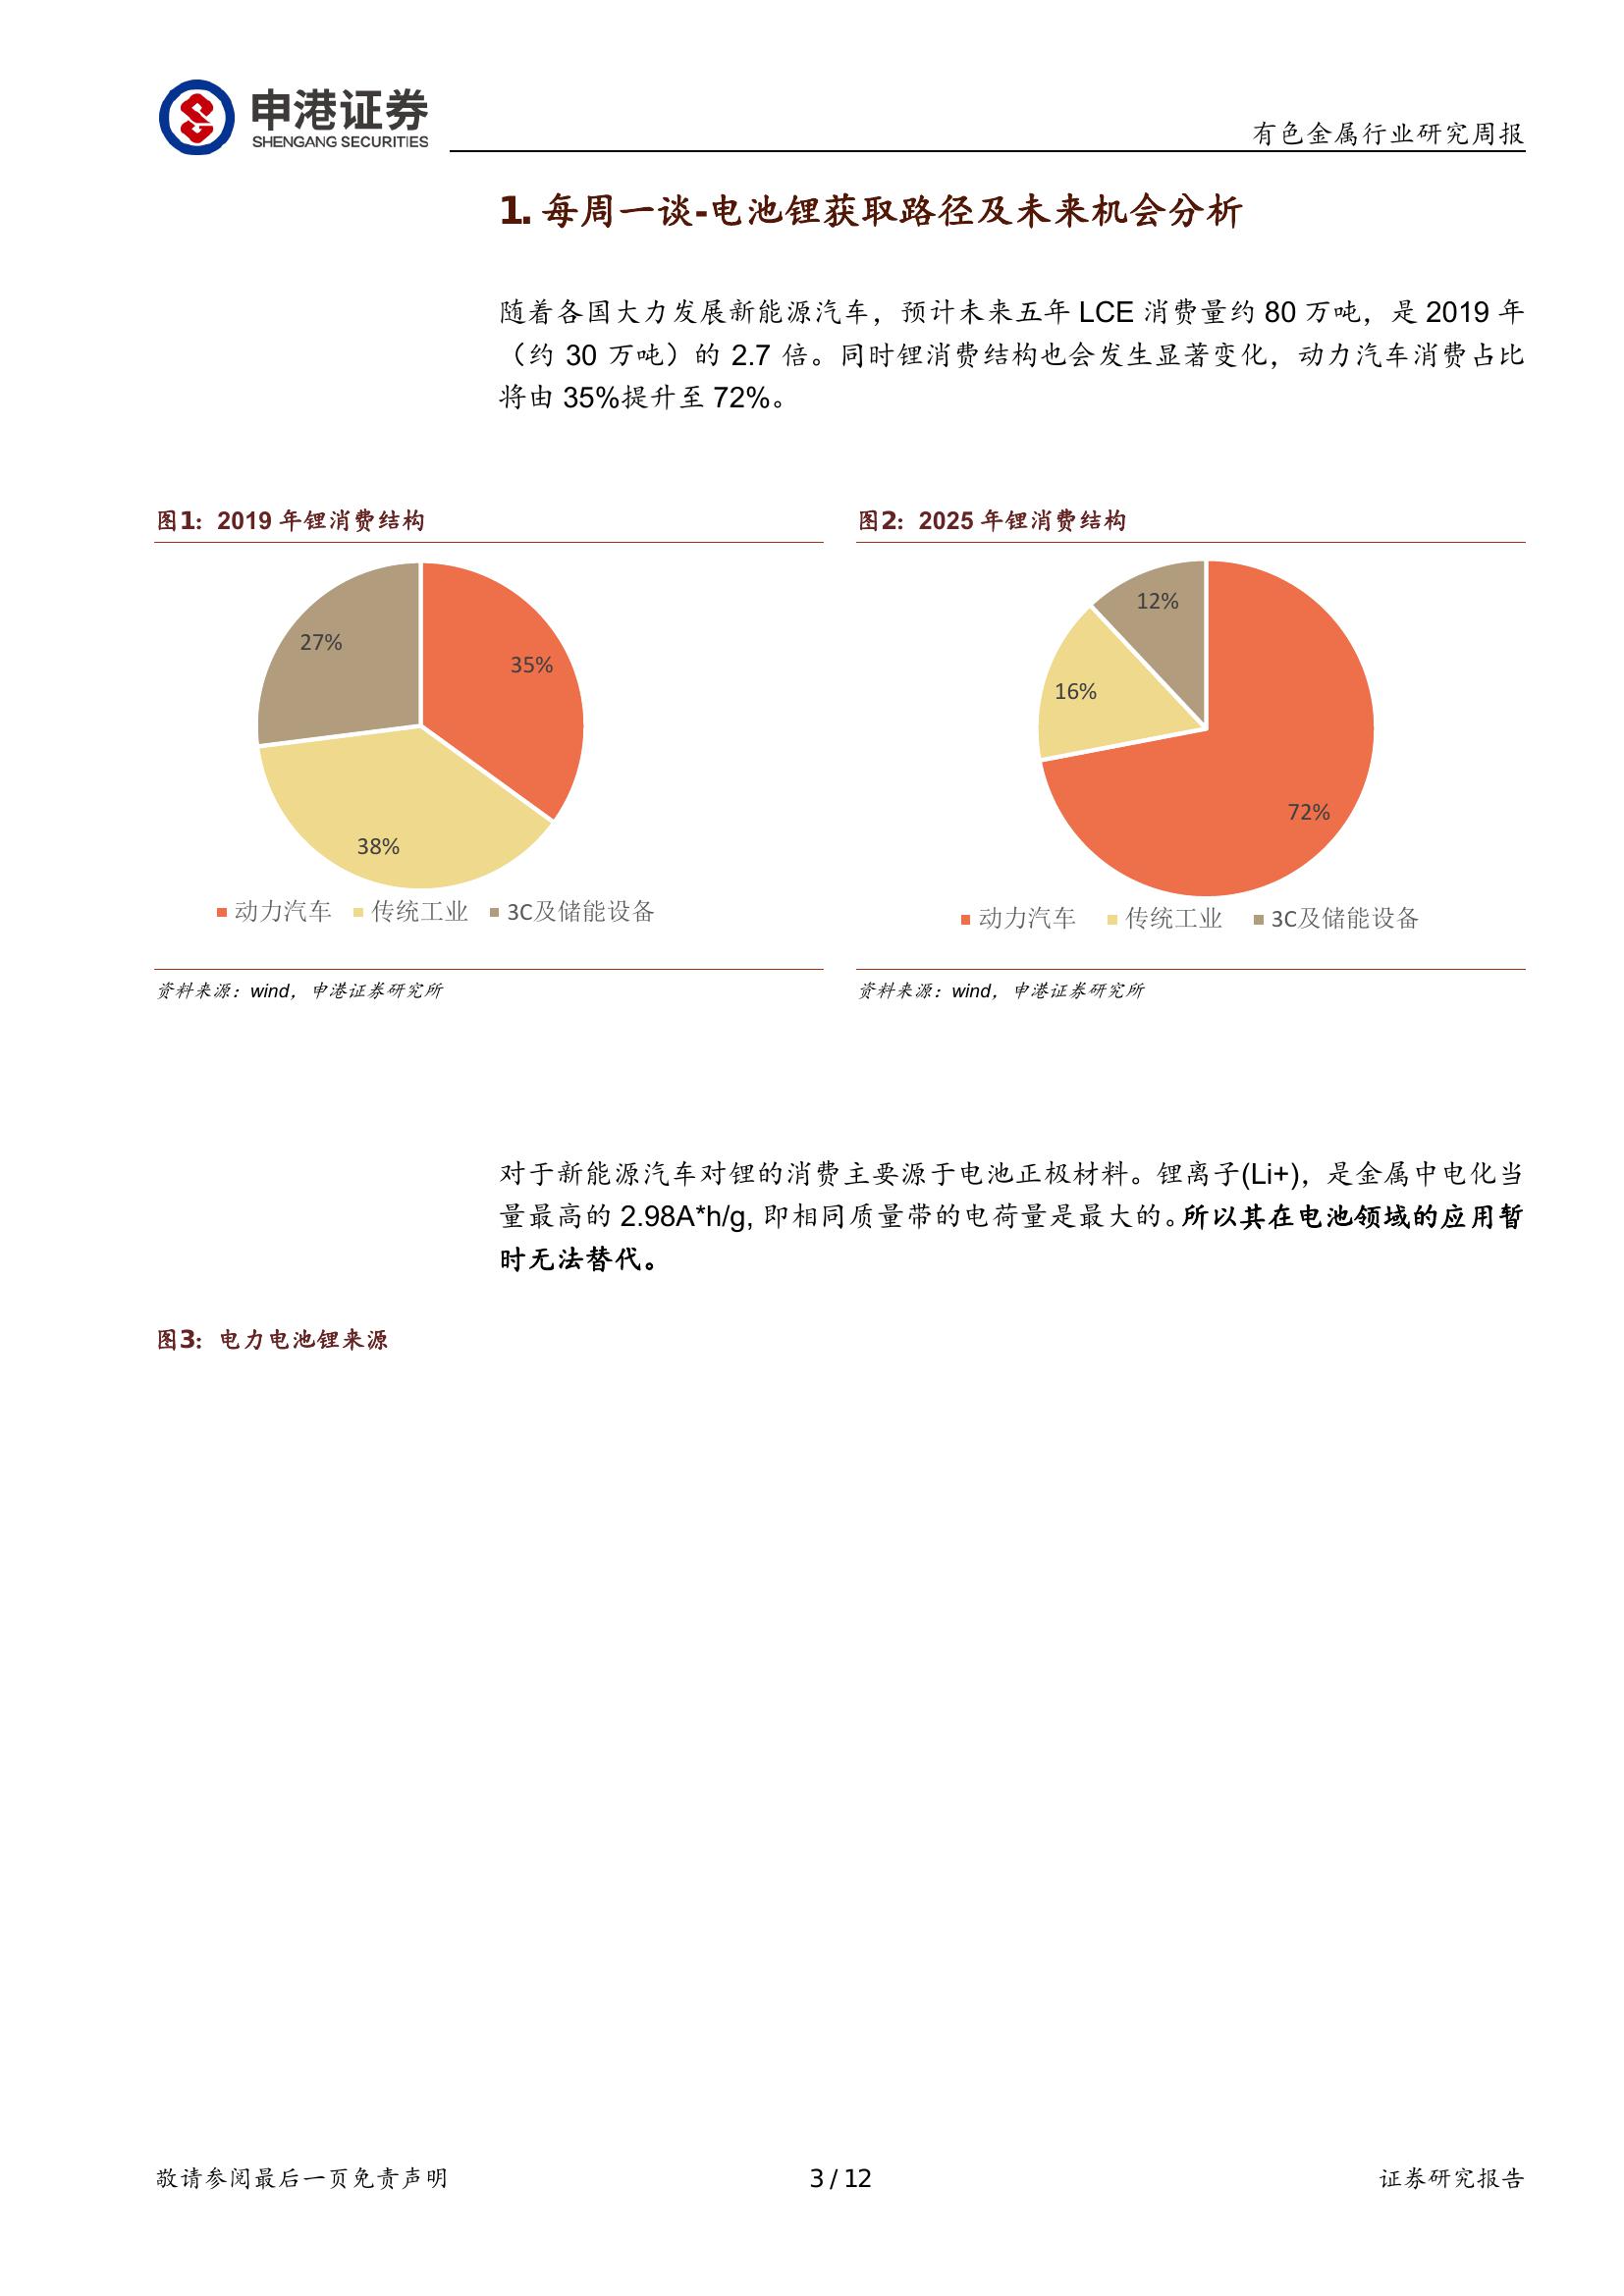 申港证券
SHENGANG SECURITIES
有色金属行业研究周报
1. 每周一谈-电池锂获取路径及未来机会分析
随着各国大力发展新能源汽车，预计未来五年 LCE 消费量约 80 万吨，是 2019 年
（约 30 万吨）的 2.7 倍。同时锂消费结构也会发生显著变化，动力汽车消费占比
将由 35%提升至 72%。
图1: 2019 年锂消费结构
27%
35%
38%
动力汽车 传统工业 3C及储能设备
资料来源：wind，申港证券研究所
图2: 2025 年锂消费结构
12%
16%
72%
动力汽车 传统工业 3C及储能设备
资料来源：wind，申港证券研究所
对于新能源汽车对锂的消费主要源于电池正极材料。锂离子(Li+)，是金属中电化当
量最高的 2.98A*h/g, 即相同质量带的电荷量是最大的。所以其在电池领域的应用暂
时无法替代。
图3: 电力电池锂来源
敬请参阅最后一页免责声明
3 / 12
证券研究报告